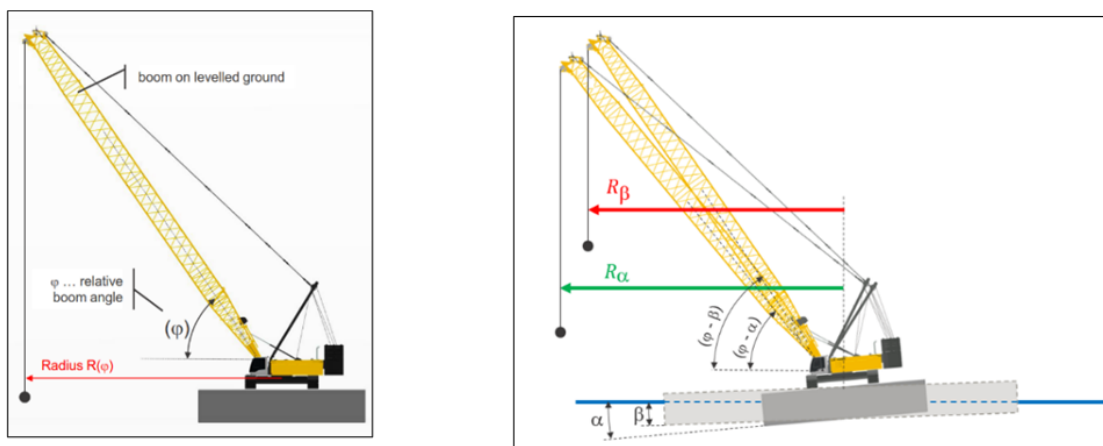 boom on levelled ground
φ ... relative
boom angle
(φ)
Radius R(φ)
Rβ
Rα
(φ - β)
(φ - α)
α
β